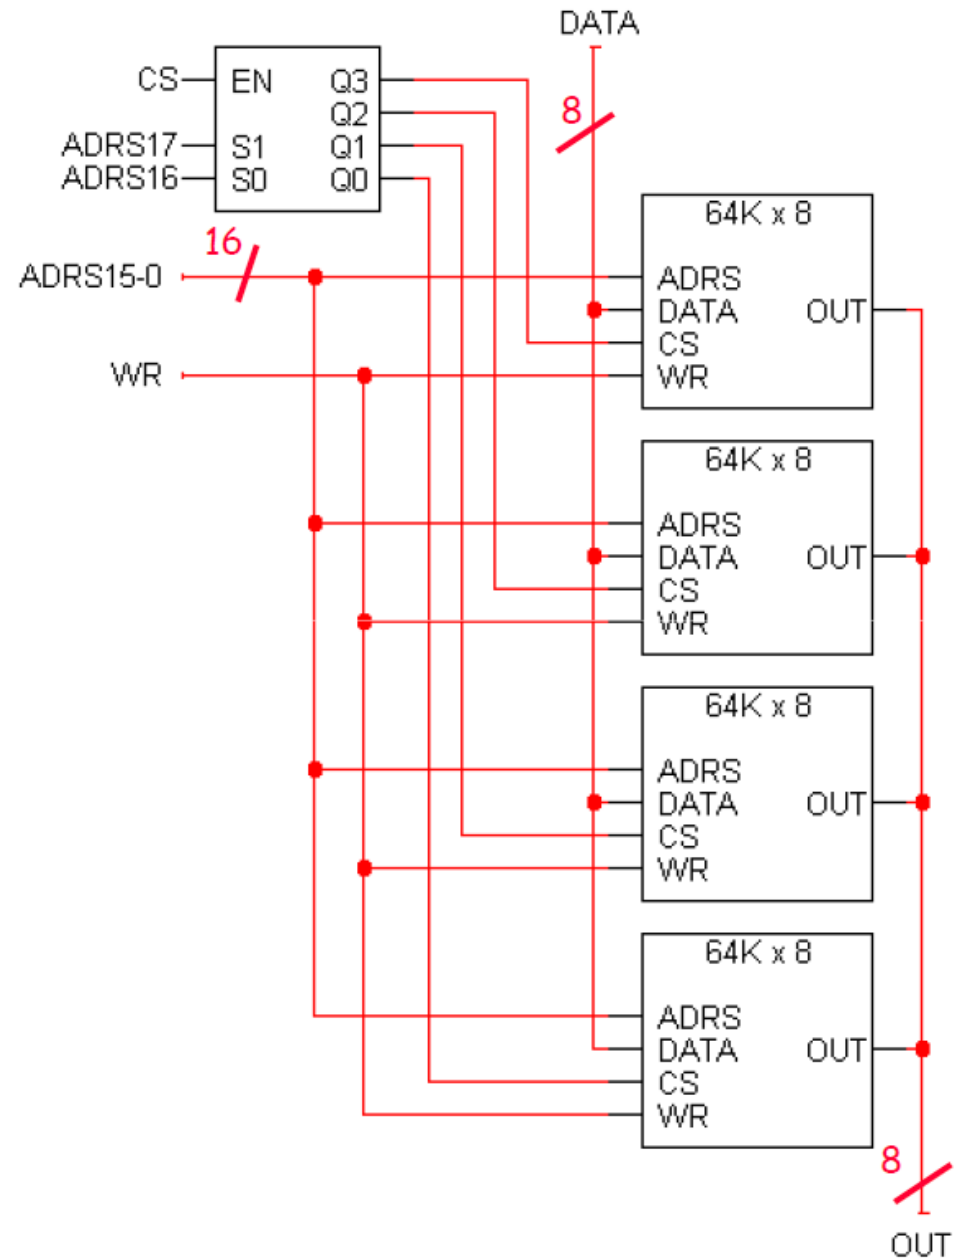 DATA
CS EN Q3
Q2
8
ADRS17 S1 Q1
ADRS16 S0 Q0
64K x 8
16
ADRS15-0 ADRS
DATA OUT
CS
WR WR
64K x 8
ADRS
DATA OUT
CS
WR
64K x 8
ADRS
DATA OUT
CS
WR
64K x 8
ADRS
DATA OUT
CS
WR
8
OUT